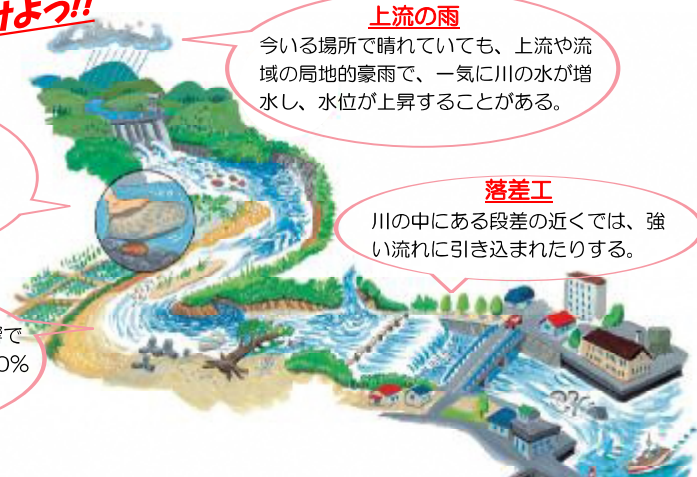 けよっ!!
上流の雨
今いる場所で晴れていても、上流や流
域の局地的豪雨で、一気に川の水が増
水し、水位が上昇することがある。
落差工
川の中にある段差の近くでは、強
い流れに引き込まれたりする。
で
0%